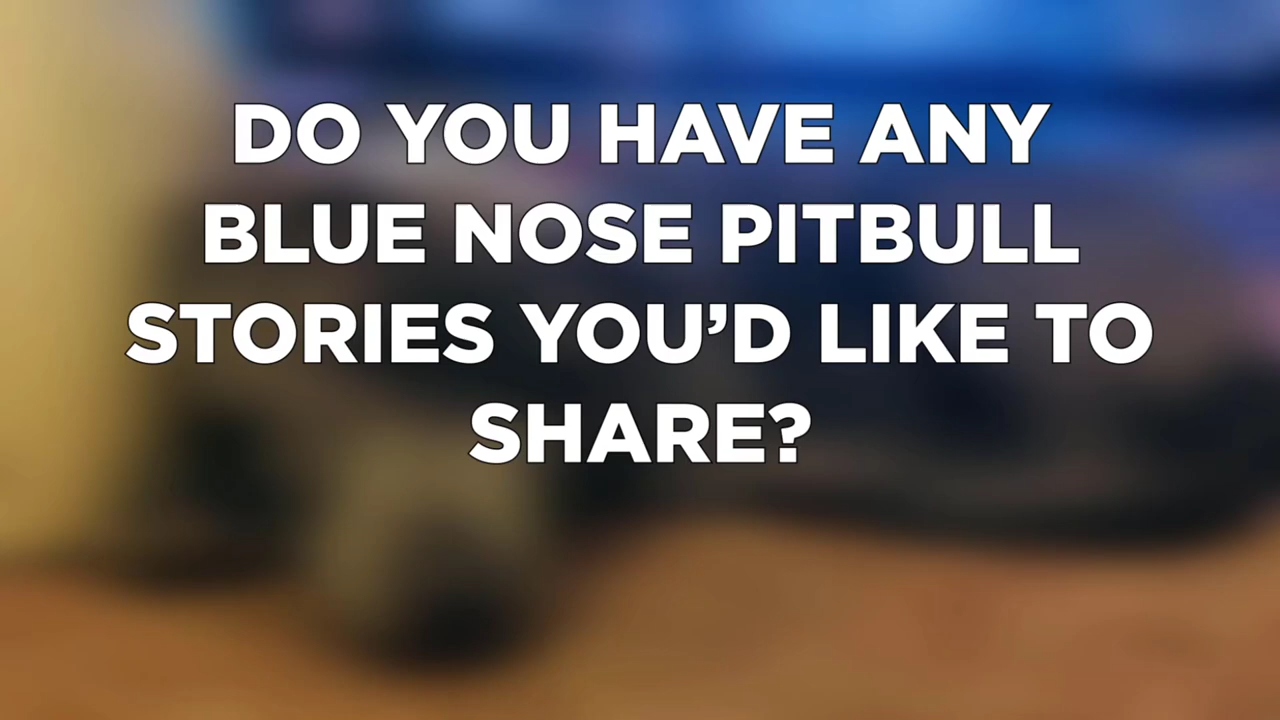 DO YOU HAVE ANY
BLUE NOSE PITBULL
STORIES YOU’D LIKE TO
SHARE?